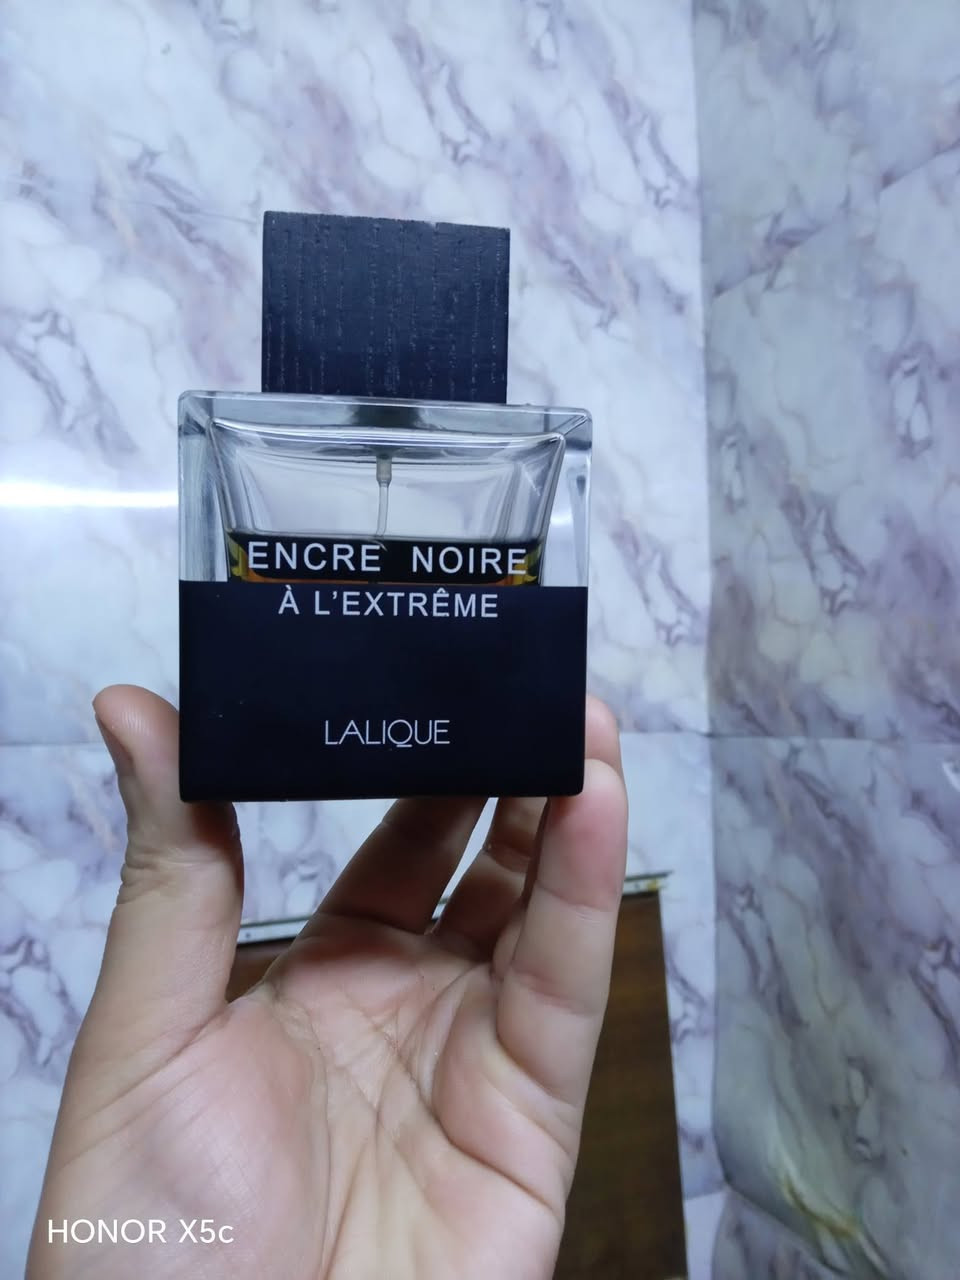 ENCRE NOIRE
À L'EXTRÊME
LALIQUE
HONOR X5c